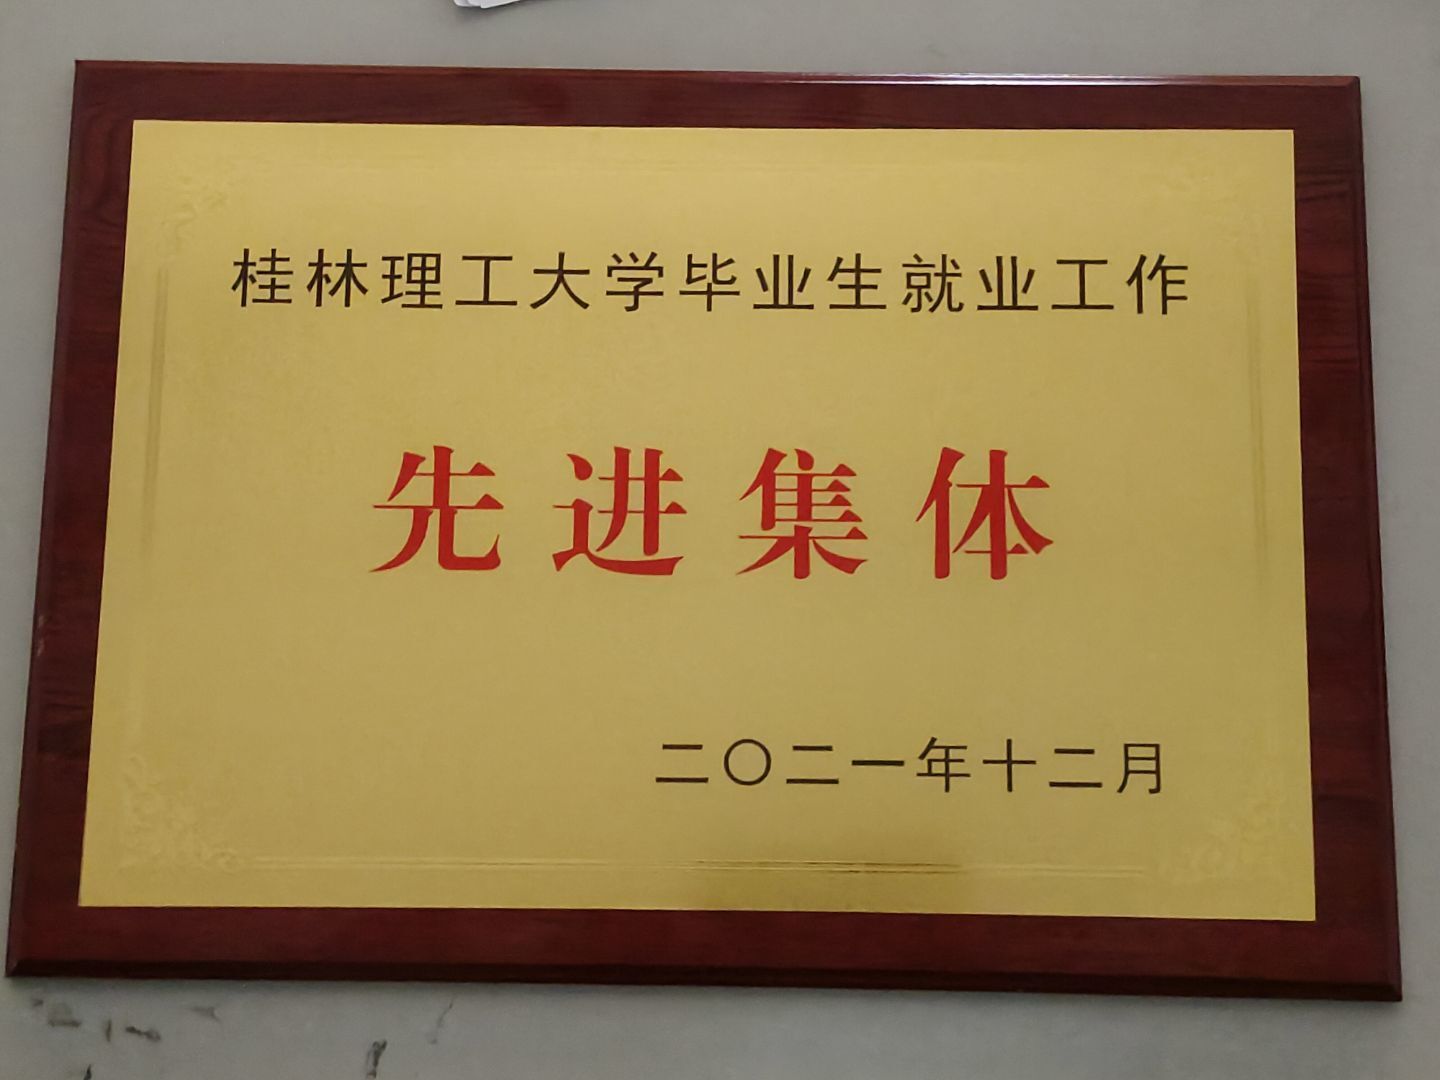 桂林理工大学毕业生就业工作
先进集体
二〇二一年十二月